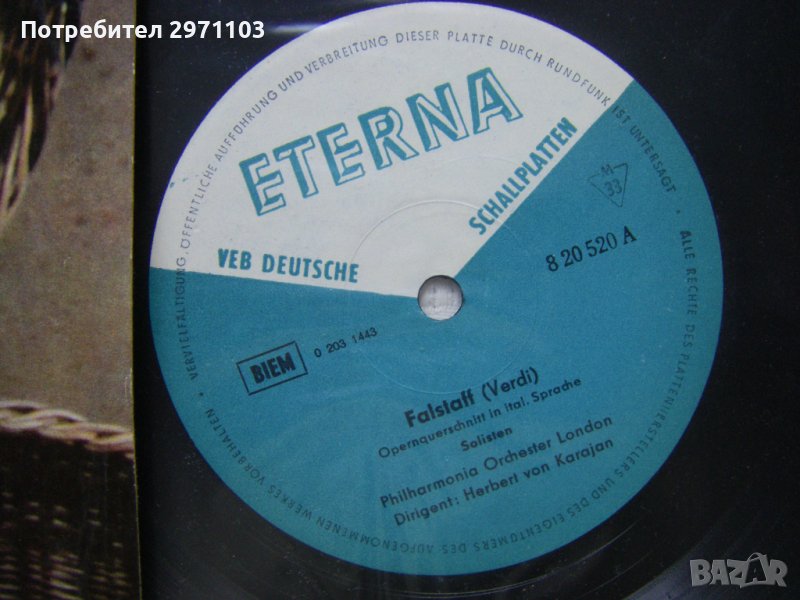 Потребител 2971103
VERVIELFÄLTIGUNG, ÖFFENTLICHE AUFFÜHRUNG UND VERBREITUNG DIESER PLATTE DURCH RUNDFUNK IST UNTERSAGT · ALLE RECHTE DES PLATTENHERSTELLERS UND DES EIGENTÜMERS DES AUFGENOMMENEN WERKES VORBEHALTEN ·
ETERNA
VEB DEUTSCHE
SCHALLPLATTEN
M
33
8 20 520 A
BIEM
0 203 1443
Falstaff (Verdi)
Opernquerschnitt in ital. Sprache
Solisten
Philharmonia Orchester London
Dirigent: Herbert von Karajan
BAZAR